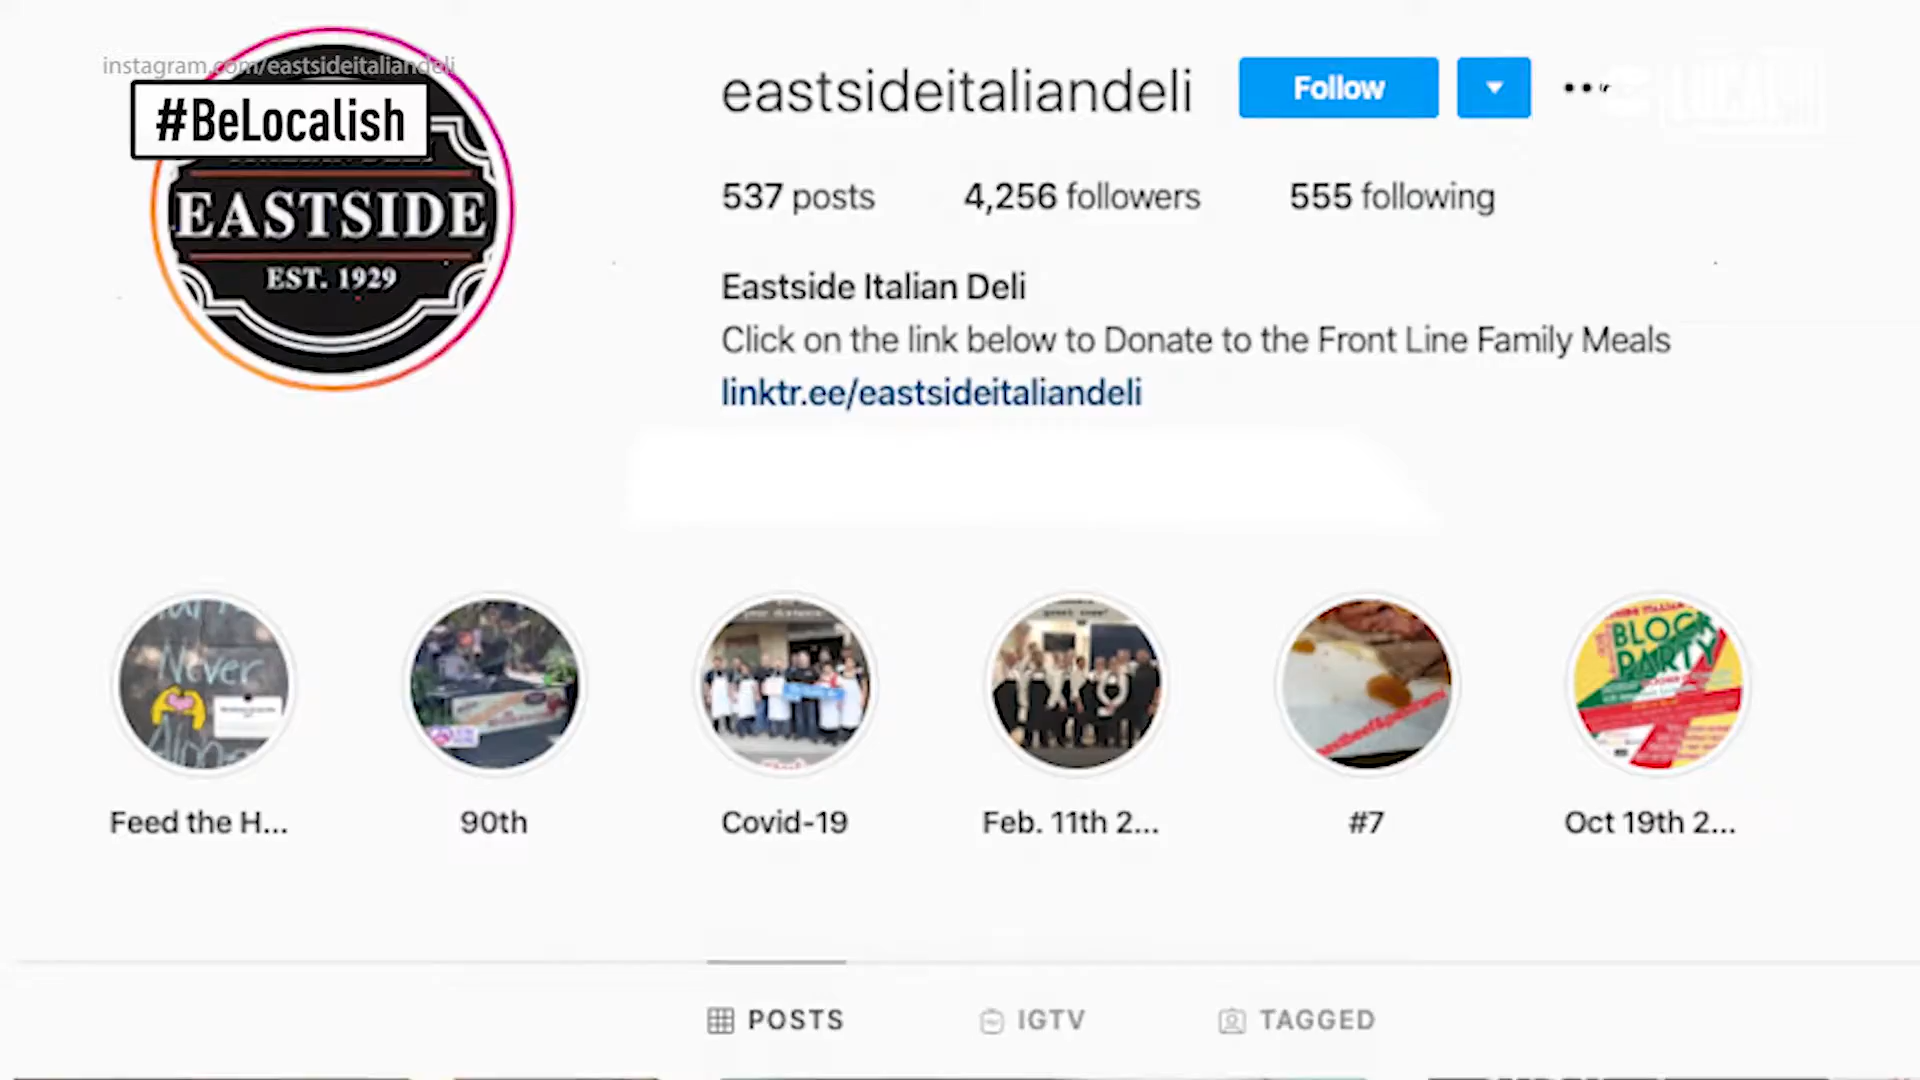 instagram.com/eastsideitaliandeli
#BeLocalish
EASTSIDE
EST. 1929
eastsideitaliandeli
Follow
LOCALISH
537 posts 4,256 followers 555 following
Eastside Italian Deli
Click on the link below to Donate to the Front Line Family Meals
linktr.ee/eastsideitaliandeli
Never
BLOCK
PARTY
Feed the H...
90th
Covid-19
Feb. 11th 2...
#7
Oct 19th 2...
POSTS
IGTV
TAGGED